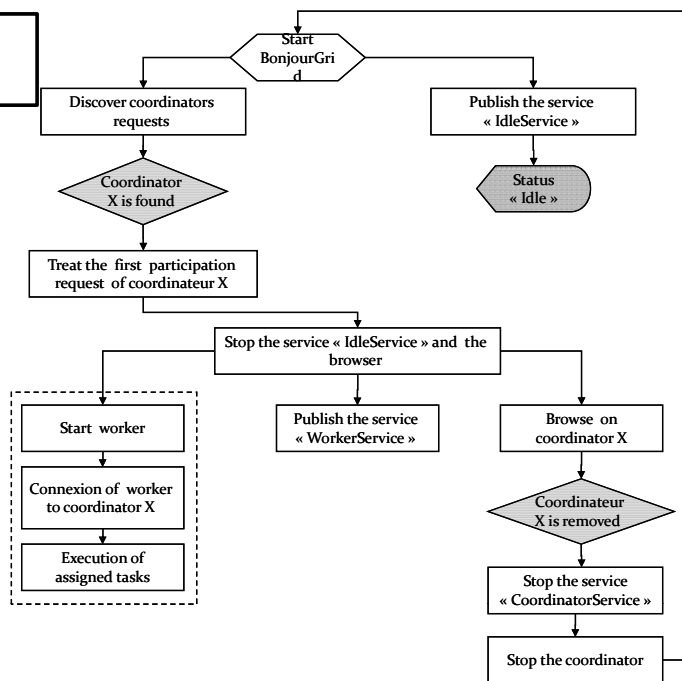 Start
BonjourGri
d
Discover coordinators
requests
Publish the service
« IdleService »
Coordinator
X is found
Status
« Idle »
Treat the first participation
request of coordinateur X
Stop the service « IdleService » and the
browser
Start worker
Publish the service
« WorkerService »
Browse on
coordinator X
Connexion of worker
to coordinator X
Coordinateur
X is removed
Execution of
assigned tasks
Stop the service
« CoordinatorService »
Stop the coordinator